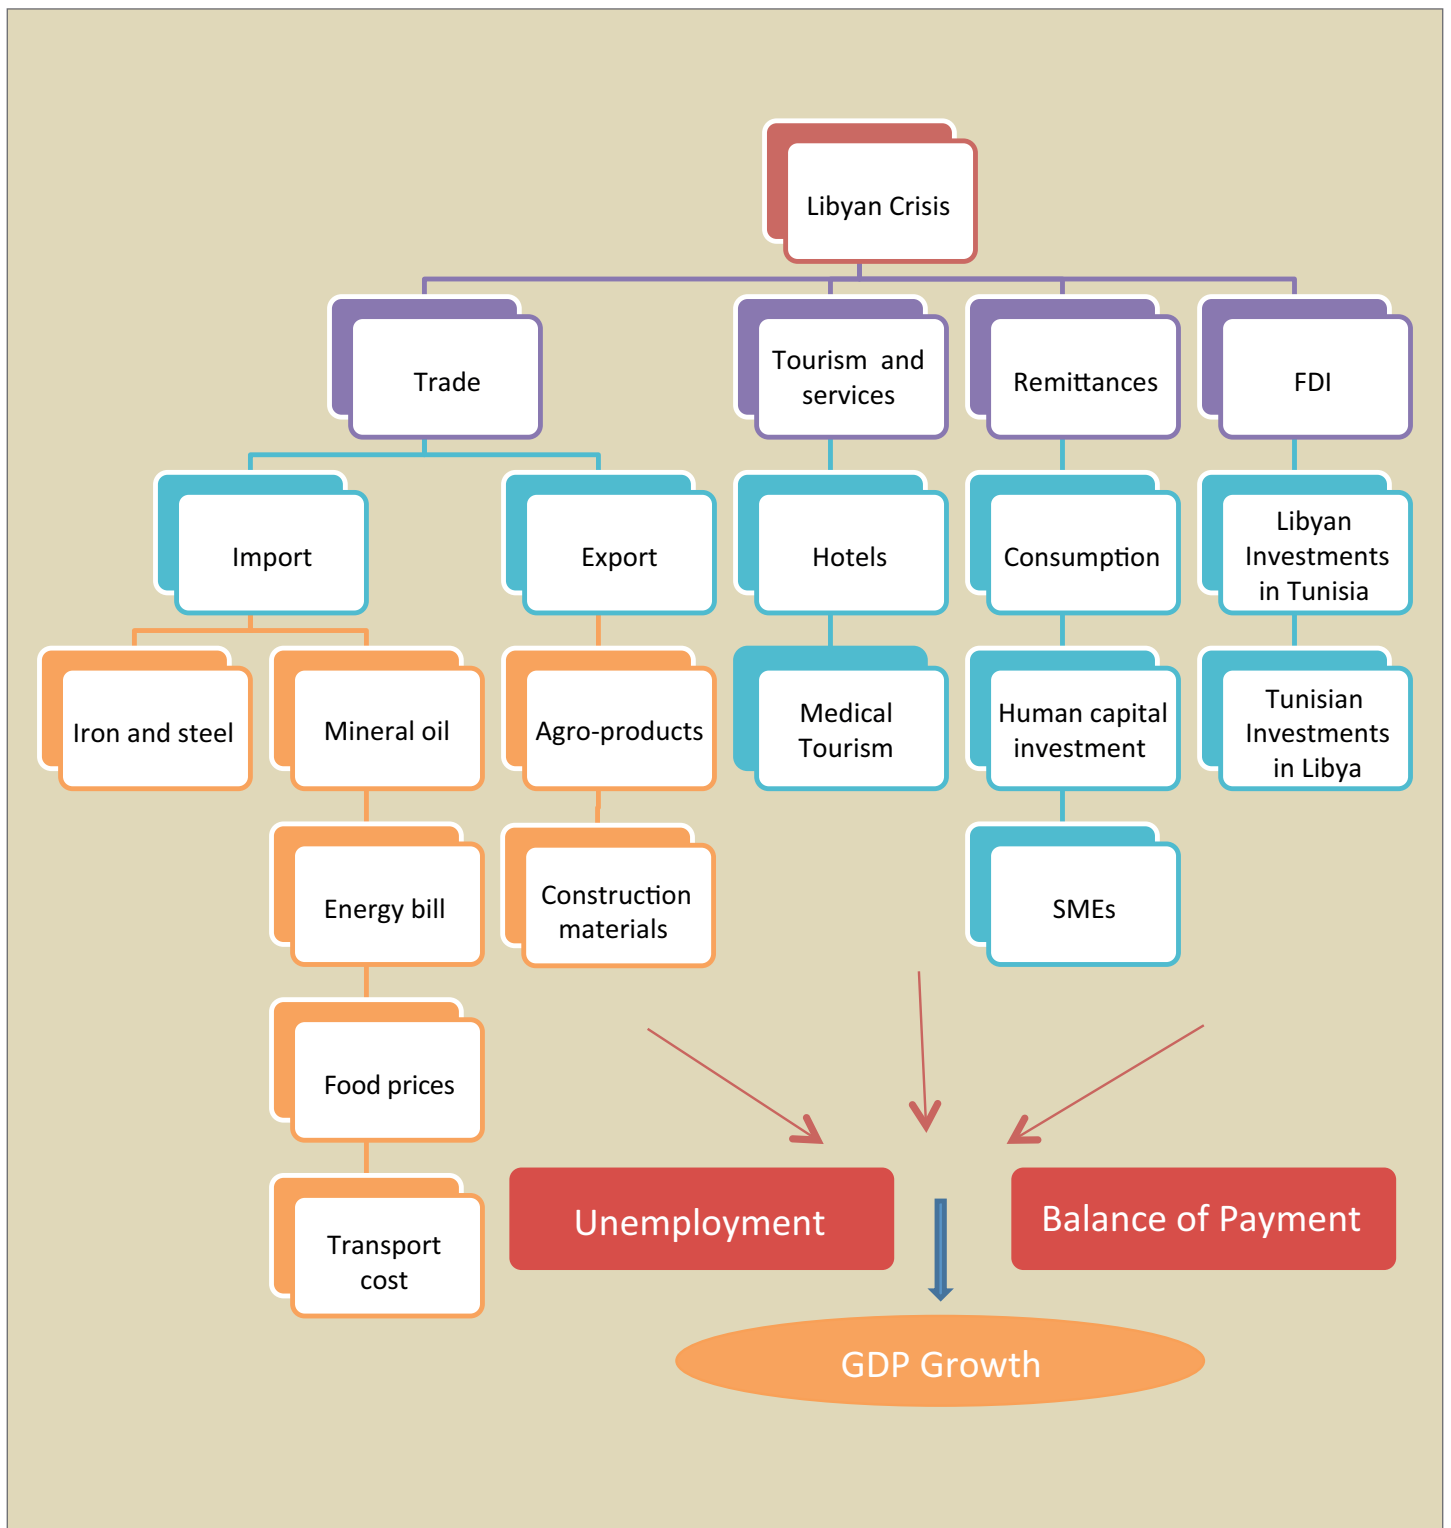 Libyan Crisis
Trade
Tourism and
services
Remittances
FDI
Import
Export
Hotels
Consumption
Libyan
Investments
in Tunisia
Iron and steel
Mineral oil
Agro-products
Medical
Tourism
Human capital
investment
Tunisian
Investments
in Libya
Energy bill
Construction
materials
SMEs
Food prices
Transport
cost
Unemployment
Balance of Payment
GDP Growth